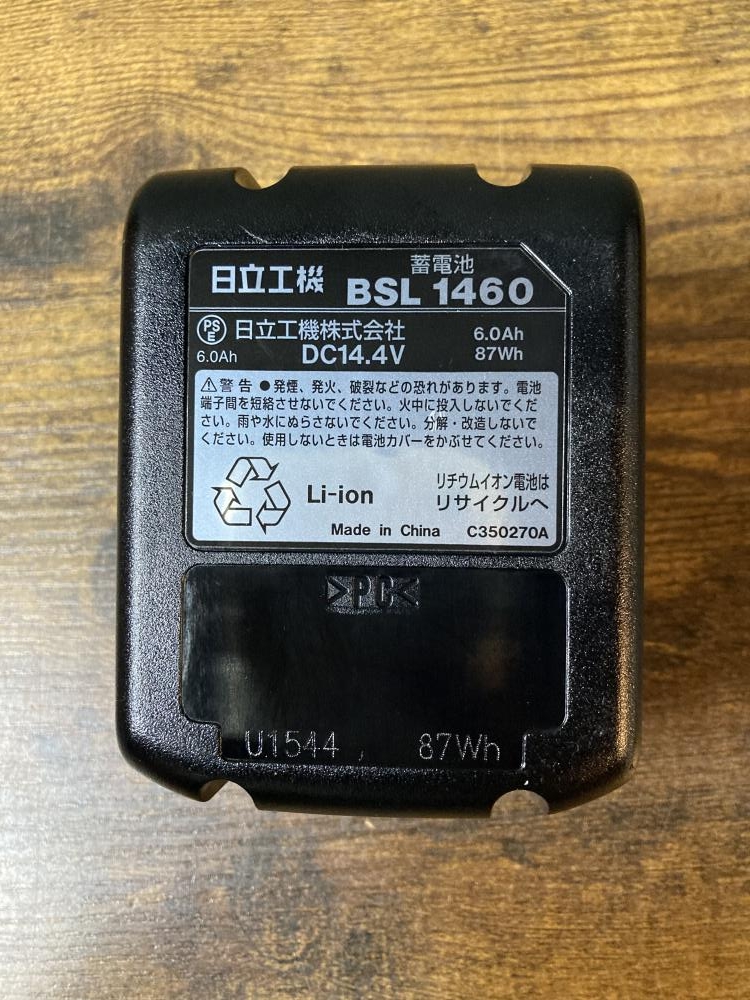 日立工機
蓄電池
BSL 1460
PS
E
日立工機株式会社
6.0Ah
6.0Ah
DC14.4V
87Wh
⚠警告 ●発煙、発火、破裂などの恐れがあります。電池
端子間を短絡させないでください。火中に投入しないでくだ
さい。雨や水にぬらさないでください。分解・改造しないで
ください。使用しないときは電池カバーをかぶせてください。
Li-ion
リチウムイオン電池は
リサイクルへ
Made in China C350270A
>PC<
U1544 , 87Wh